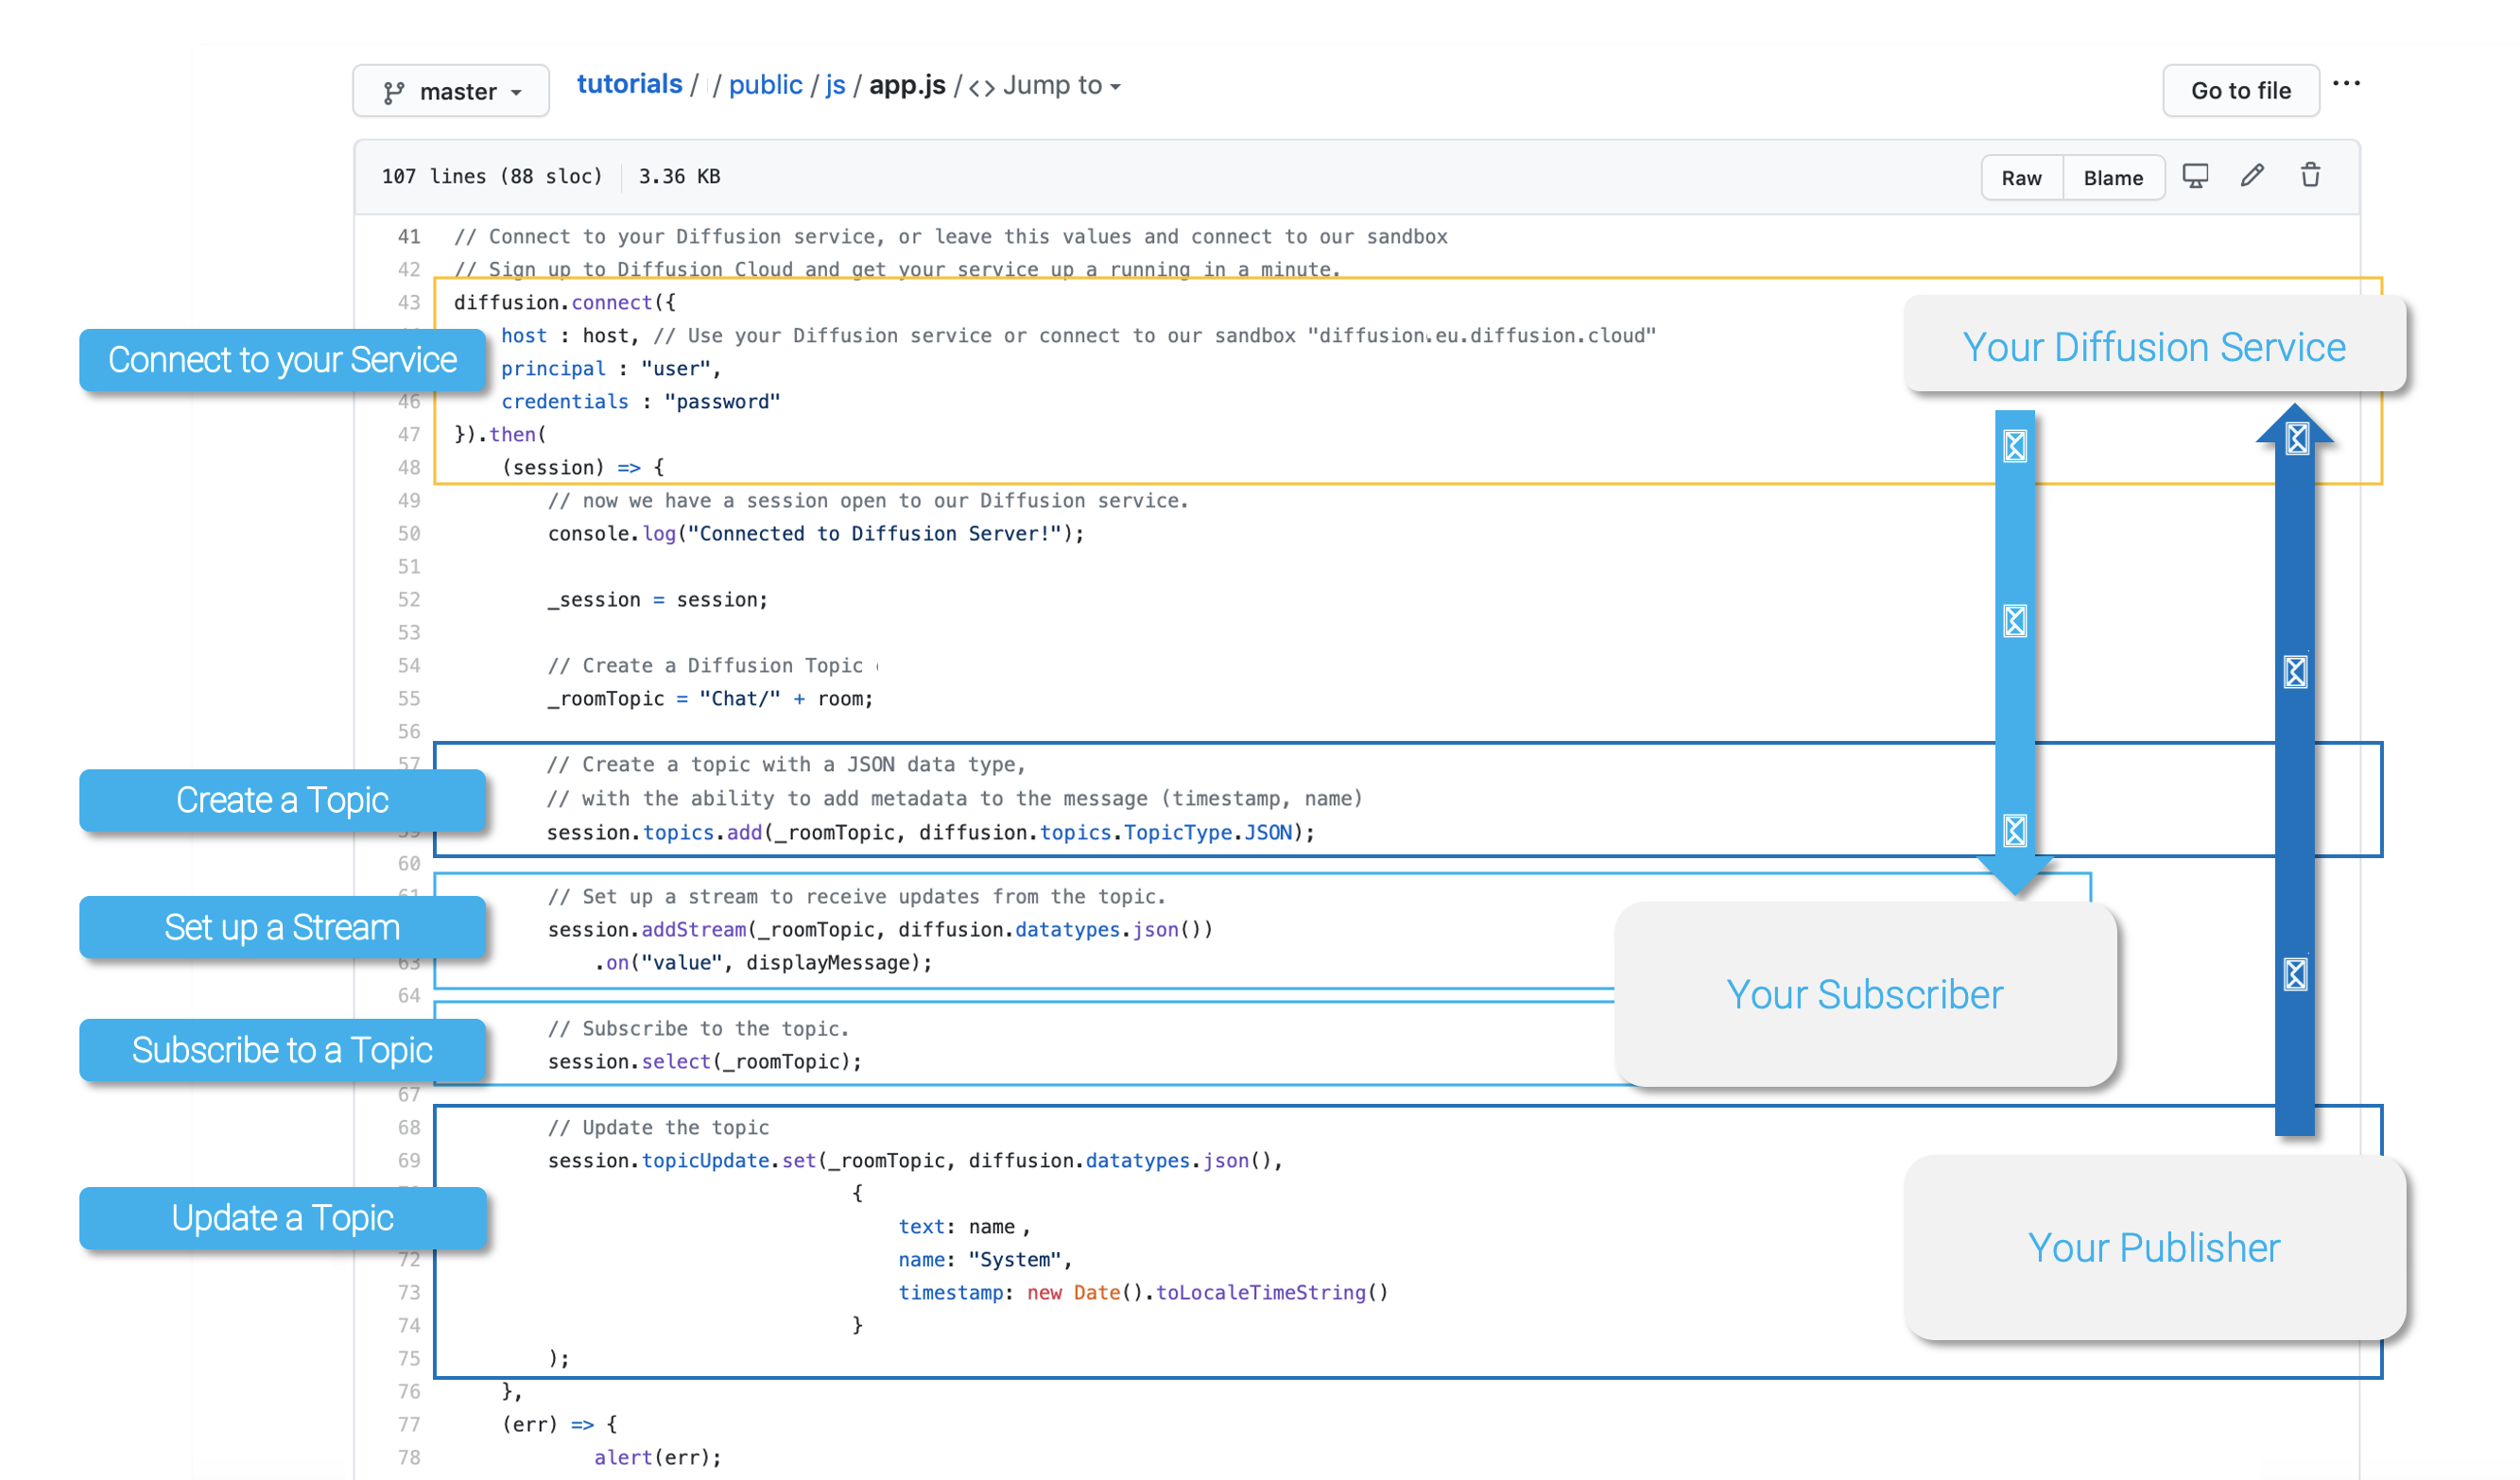 master
tutorials / / public / js / app.js / <> Jump to
Go to file
...
107 lines (88 sloc) 3.36 KB
Raw Blame
41 // Connect to your Diffusion service, or leave this values and connect to our sandbox
42 // Sign up to Diffusion Cloud and get your service up a running in a minute.
43 diffusion.connect({
host : host, // Use your Diffusion service or connect to our sandbox "diffusion.eu.diffusion.cloud"
Connect to your Service
Your Diffusion Service
principal : "user",
46 credentials : "password"
47 }).then(
48 (session) => {
49 // now we have a session open to our Diffusion service.
50 console.log("Connected to Diffusion Server!");
51
52 _session = session;
53
54 // Create a Diffusion Topic
55 _roomTopic = "Chat/" + room;
56
57 // Create a topic with a JSON data type,
Create a Topic
// with the ability to add metadata to the message (timestamp, name)
59 session.topics.add(_roomTopic, diffusion.topics.TopicType.JSON);
60
61 // Set up a stream to receive updates from the topic.
Set up a Stream
session.addStream(_roomTopic, diffusion.datatypes.json())
63 .on("value", displayMessage);
64
Your Subscriber
// Subscribe to the topic.
Subscribe to a Topic
session.select(_roomTopic);
67
68 // Update the topic
69 session.topicUpdate.set(_roomTopic, diffusion.datatypes.json(),
{
Update a Topic
text: name ,
Your Publisher
72 name: "System",
73 timestamp: new Date().toLocaleTimeString()
74 }
75 );
76 },
77 (err) => {
78 alert(err);